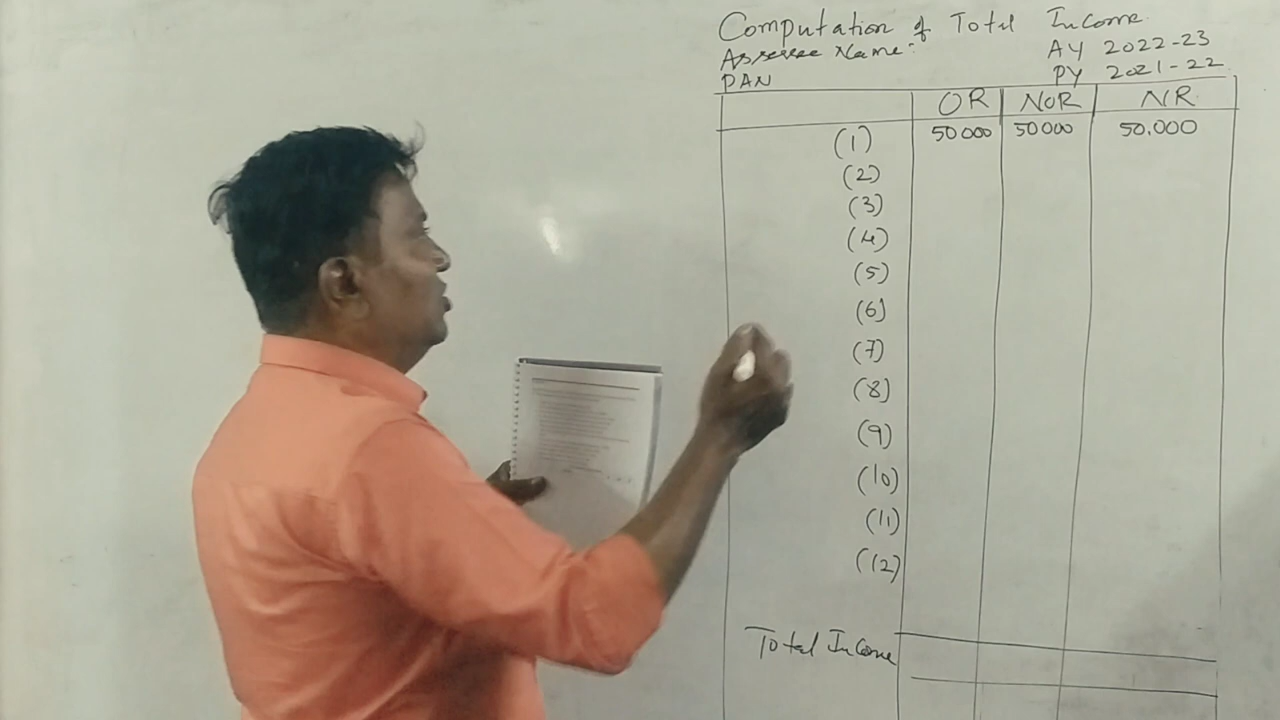 Computation of Total Income
Assessee Name:- AY 2022-23
PAN PY 2021-22
OR NOR NR
(1) 50000 50000 50,000
(2)
(3)
(4)
(5)
(6)
(7)
(8)
(9)
(10)
(11)
(12)
Total Income